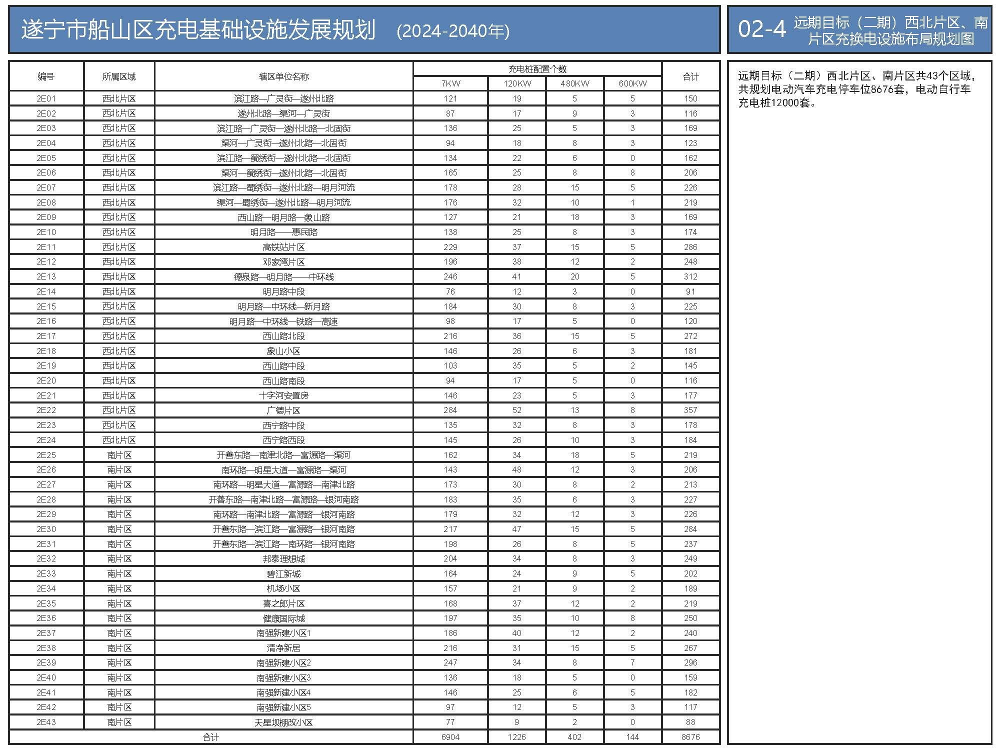 遂宁市船山区充电基础设施发展规划 (2024-2040年)
02-4 远期目标（二期）西北片区、南
片区充换电设施布局规划图
编号 所属区域 辖区单位名称 充电桩配置个数 合计
7KW 120KW 480KW 600KW
2E01 西北片区 滨江路—广灵街—遂州北路 121 19 5 5 150
2E02 西北片区 遂州北路—渠河—广灵街 87 17 9 3 116
2E03 西北片区 滨江路—广灵街—遂州北路—北固街 136 25 5 3 169
2E04 西北片区 渠河—广灵街—遂州北路—北固街 94 18 8 3 123
2E05 西北片区 滨江路—蜀绣街—遂州北路—北固街 134 22 6 0 162
2E06 西北片区 渠河—蜀绣街—遂州北路—北固街 165 25 8 8 206
2E07 西北片区 滨江路—蜀绣街—遂州北路—明月河流 178 28 15 5 226
2E08 西北片区 渠河—蜀绣街—遂州北路—明月河流 176 32 10 1 219
2E09 西北片区 西山路—明月路—象山路 127 21 18 3 169
2E10 西北片区 明月路——惠民路 138 25 8 3 174
2E11 西北片区 高铁站片区 229 37 15 5 286
2E12 西北片区 邓家湾片区 196 38 12 2 248
2E13 西北片区 德泉路—明月路——中环线 246 41 20 5 312
2E14 西北片区 明月路中段 76 12 3 0 91
2E15 西北片区 明月路—中环线—新月路 184 30 8 3 225
2E16 西北片区 明月路—中环线—铁路—高速 98 17 5 0 120
2E17 西北片区 西山路北段 216 36 15 5 272
2E18 西北片区 象山小区 146 26 6 3 181
2E19 西北片区 西山路中段 103 35 5 2 145
2E20 西北片区 西山路南段 94 17 5 0 116
2E21 西北片区 十字河安置房 146 23 5 3 177
2E22 西北片区 广德片区 284 52 13 8 357
2E23 西北片区 西宁路中段 135 32 8 3 178
2E24 西北片区 西宁路西段 145 26 10 3 184
2E25 南片区 开善东路—南津北路—富源路—渠河 162 34 18 5 219
2E26 南片区 南环路—明星大道—富源路—渠河 143 48 12 3 206
2E27 南片区 南环路—明星大道—富源路—南津北路 173 30 8 2 213
2E28 南片区 开善东路—南津北路—富源路—银河南路 183 35 6 3 227
2E29 南片区 南环路—南津北路—富源路—银河南路 179 32 12 3 226
2E30 南片区 开善东路—滨江路—富源路—银河南路 217 47 15 5 284
2E31 南片区 开善东路—滨江路—南环路—银河南路 198 26 8 5 237
2E32 南片区 邦泰理想城 204 34 8 3 249
2E33 南片区 碧江新城 164 24 9 5 202
2E34 南片区 机场小区 157 21 9 2 189
2E35 南片区 喜之郎片区 168 37 12 2 219
2E36 南片区 健康国际城 197 35 10 8 250
2E37 南片区 南强新建小区1 186 40 12 2 240
2E38 南片区 清净新居 216 31 15 5 267
2E39 南片区 南强新建小区2 247 34 8 7 296
2E40 南片区 南强新建小区3 136 18 5 0 159
2E41 南片区 南强新建小区4 146 25 6 5 182
2E42 南片区 南强新建小区5 97 12 5 3 117
2E43 南片区 天星坝棚改小区 77 9 2 0 88
合计 6904 1226 402 144 8676
远期目标（二期）西北片区、南片区共43个区域，
共规划电动汽车充电停车位8676套，电动自行车
充电桩12000套。